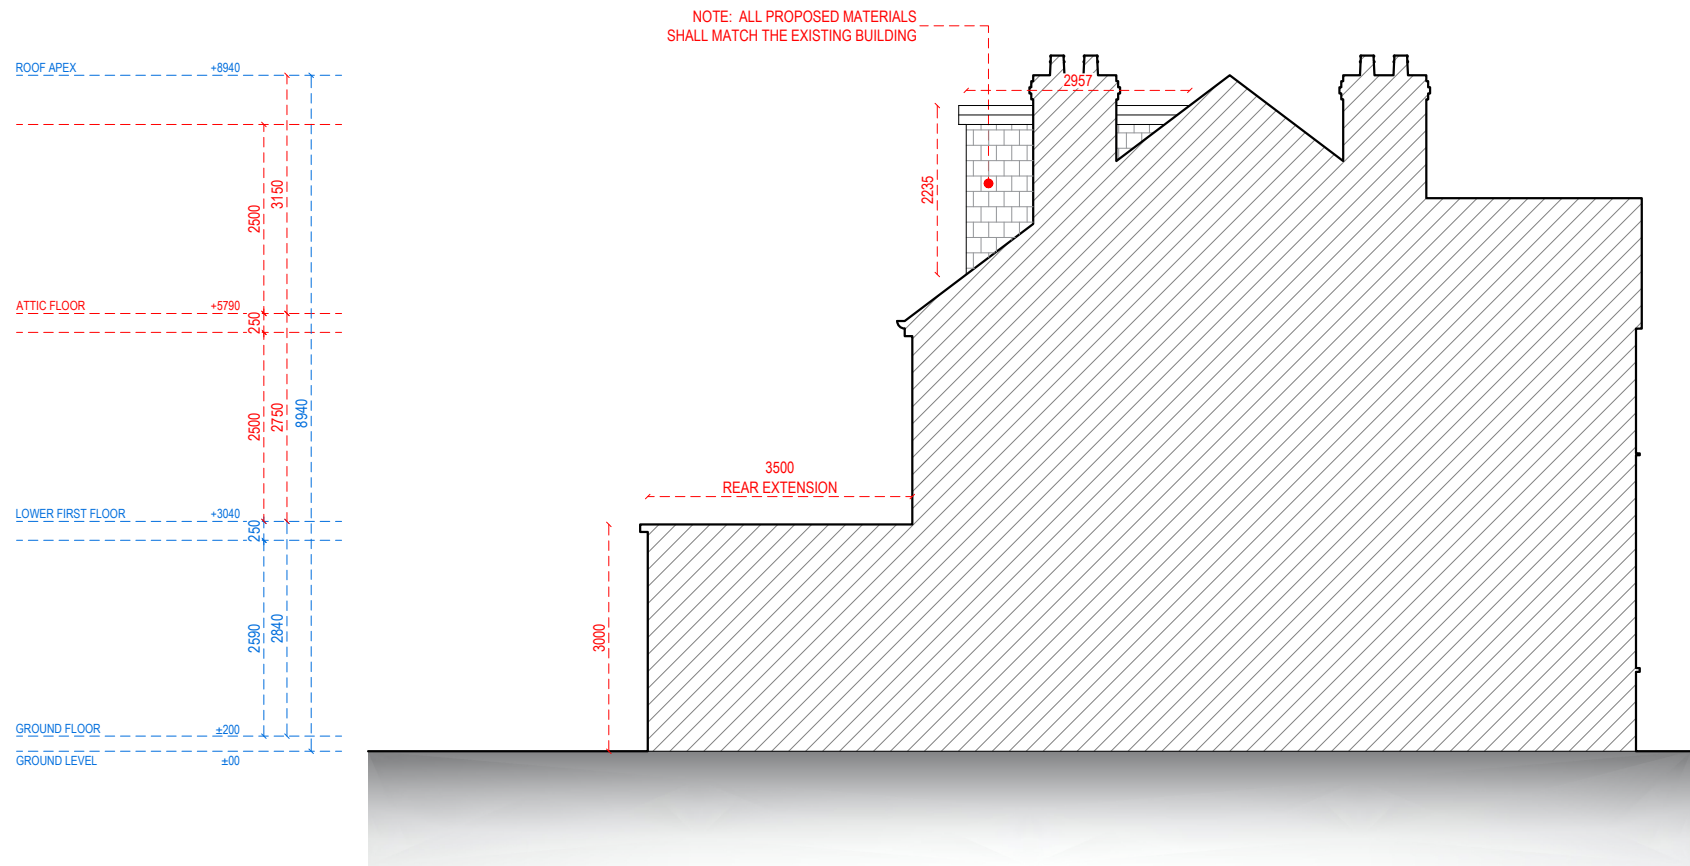 NOTE: ALL PROPOSED MATERIALS
SHALL MATCH THE EXISTING BUILDING
ROOF APEX +8940
2957
3150
2235
2500
ATTIC FLOOR +5790
250
8940
2750
2500
3500
REAR EXTENSION
LOWER FIRST FLOOR +3040
250
2840
2590
3000
GROUND FLOOR ±200
GROUND LEVEL ±00